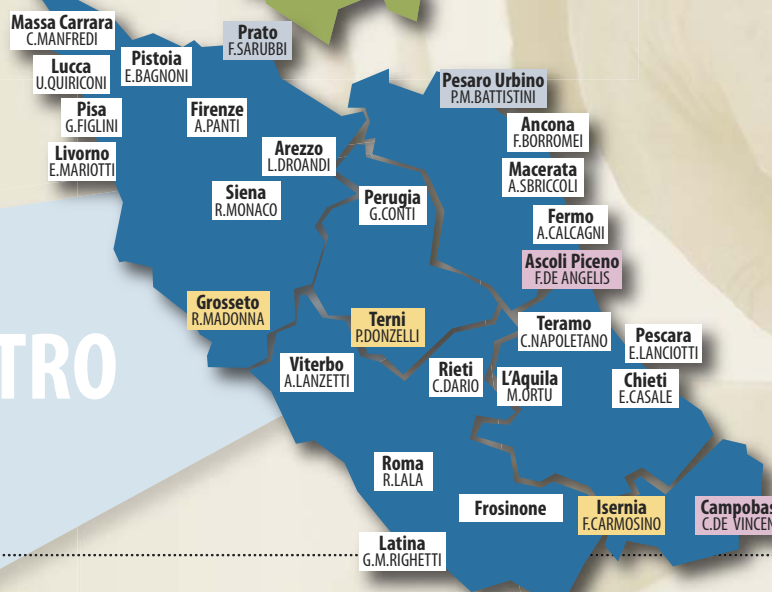 Massa Carrara
C.MANFREDI
Prato
F.SARUBBI
Pistoia
E.BAGNONI
Lucca
U.QUIRICONI
Pesaro Urbino
P.M.BATTISTINI
Pisa
G.FIGLINI
Firenze
A.PANTI
Ancona
F.BORROMEI
Livorno
E.MARIOTTI
Arezzo
L.DROANDI
Macerata
A.SBRICCOLI
Siena
R.MONACO
Perugia
G.CONTI
Fermo
A.CALCAGNI
Ascoli Piceno
F.DE ANGELIS
Grosseto
R.MADONNA
Terni
P.DONZELLI
Teramo
C.NAPOLETANO
Pescara
E.LANCIOTTI
TRO
Viterbo
A.LANZETTI
Rieti
C.DARIO
L'Aquila
M.ORTU
Chieti
E.CASALE
Roma
R.LALA
Frosinone
Isernia
F.CARMOSINO
Campobas
C.DE VINCEN
Latina
G.M.RIGHETTI